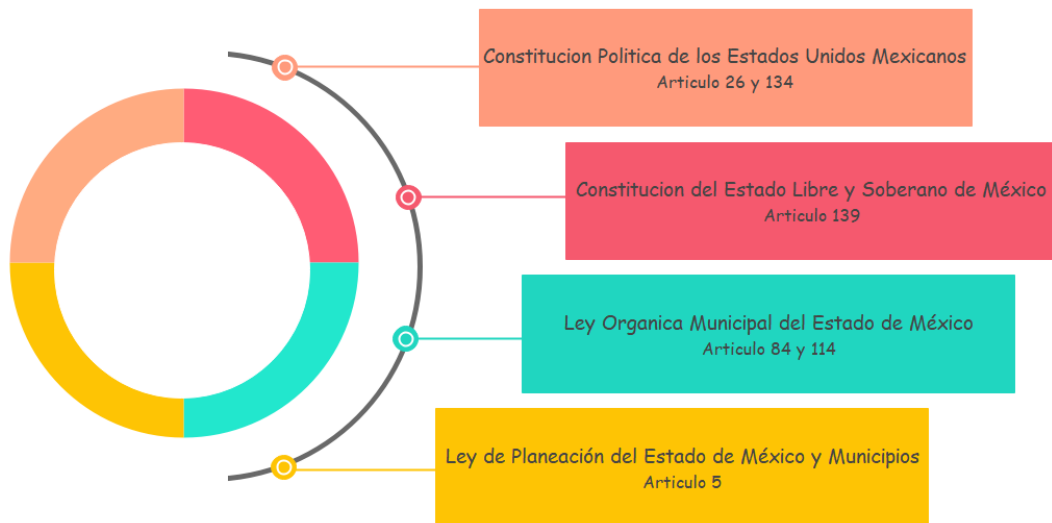 Constitucion Politica de los Estados Unidos Mexicanos
Articulo 26 y 134
Constitucion del Estado Libre y Soberano de México
Articulo 139
Ley Organica Municipal del Estado de México
Articulo 84 y 114
Ley de Planeación del Estado de México y Municipios
Articulo 5